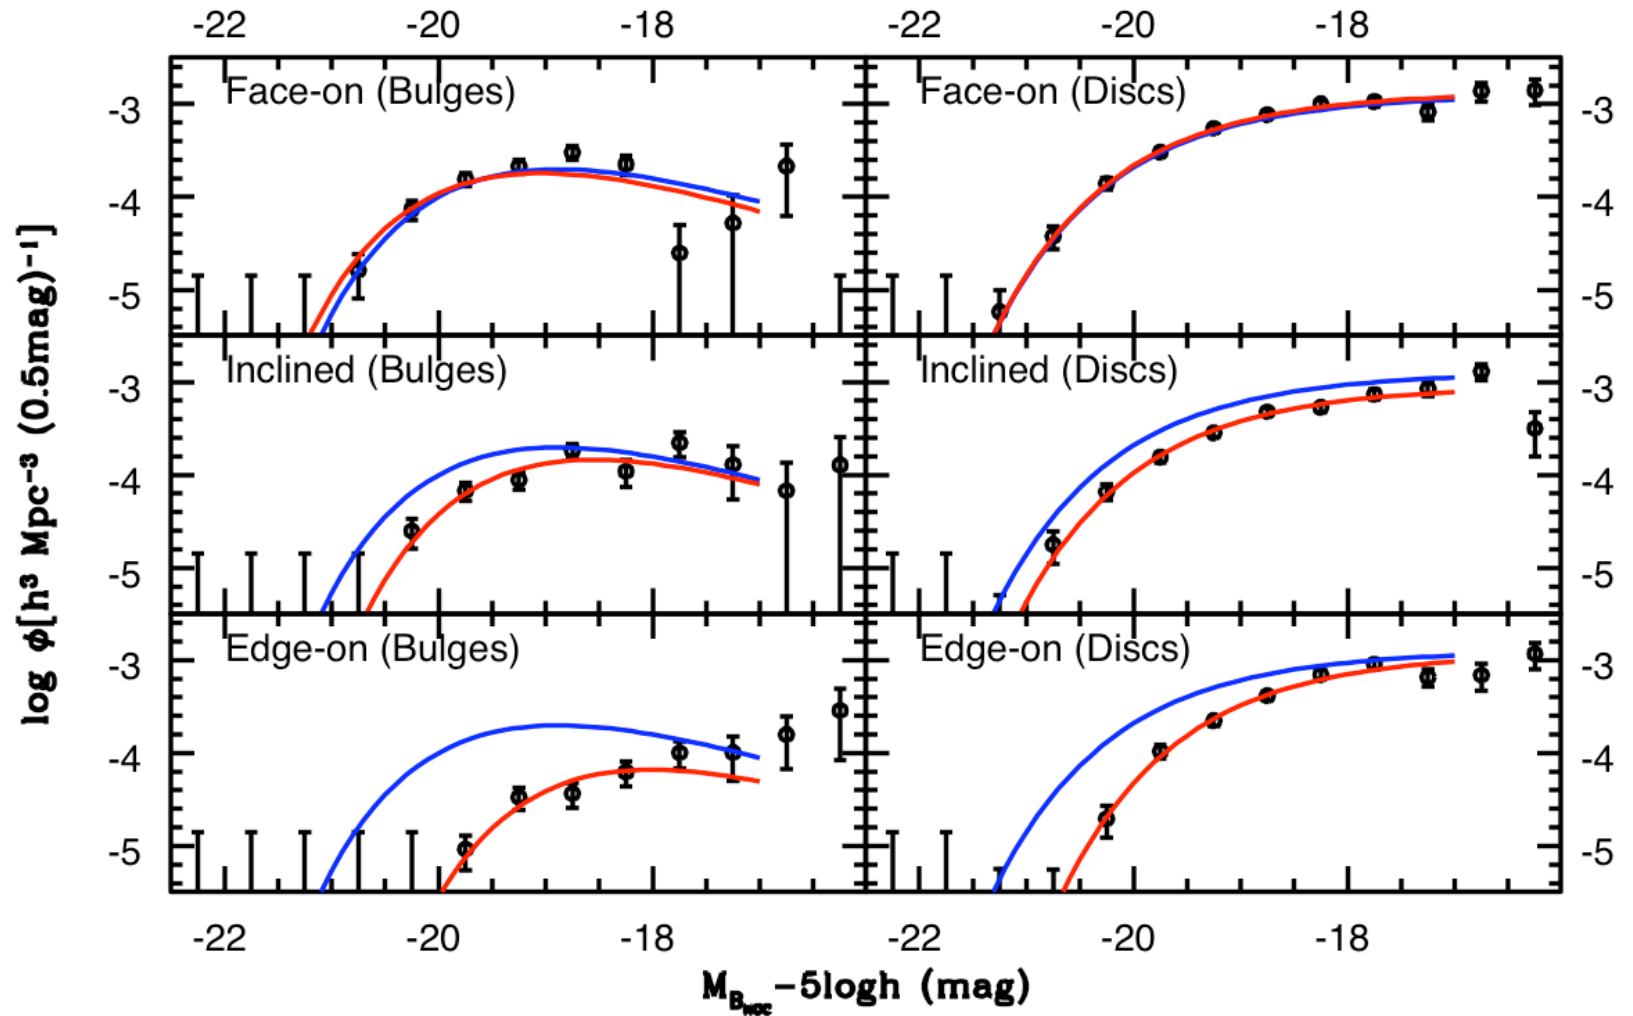 -22 -20 -18 -22 -20 -18
Face-on (Bulges) Face-on (Discs)
-3 -3
-4 -4
-5 -5
Inclined (Bulges) Inclined (Discs)
-3 -3
-4 -4
-5 -5
Edge-on (Bulges) Edge-on (Discs)
-3 -3
-4 -4
-5 -5
-22 -20 -18 -22 -20 -18
log ϕ[h³ Mpc⁻³ (0.5mag)⁻¹]
M_B_MGC-5logh (mag)